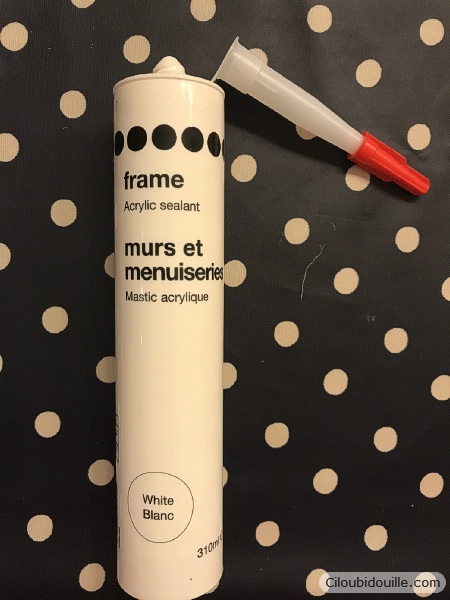 frame
Acrylic sealant
murs et
menuiseries
Mastic acrylique
White
Blanc
310ml
Ciloubidouille.com